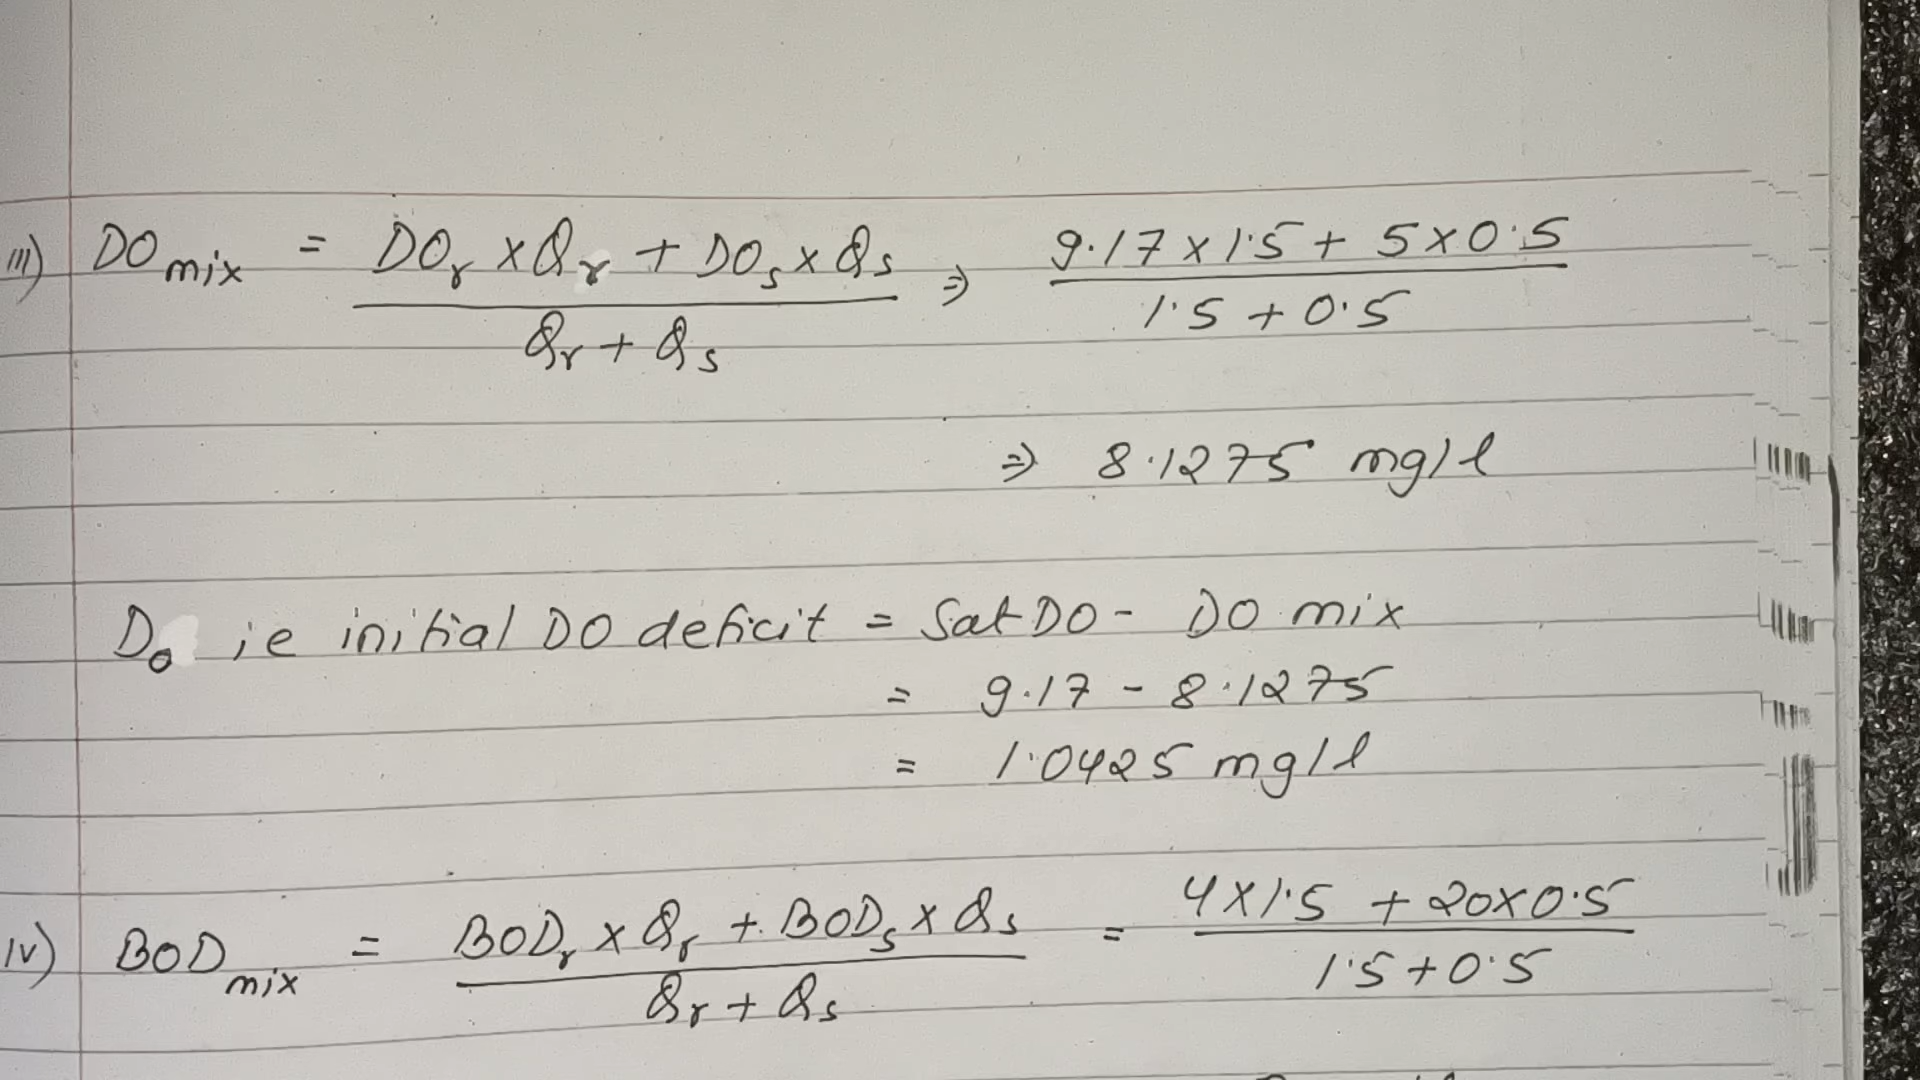 III) DO mix = DOr x Qr + DOs x Qs / Qr + Qs ⇒ 9.17 x 1.5 + 5 x 0.5 / 1.5 + 0.5
⇒ 8.1275 mg/l
Do ie initial DO deficit = Sat DO - DO mix
= 9.17 - 8.1275
= 1.0425 mg/l
IV) BOD mix = BODr x Qr + BODs x Qs / Qr + Qs = 4 x 1.5 + 20 x 0.5 / 1.5 + 0.5